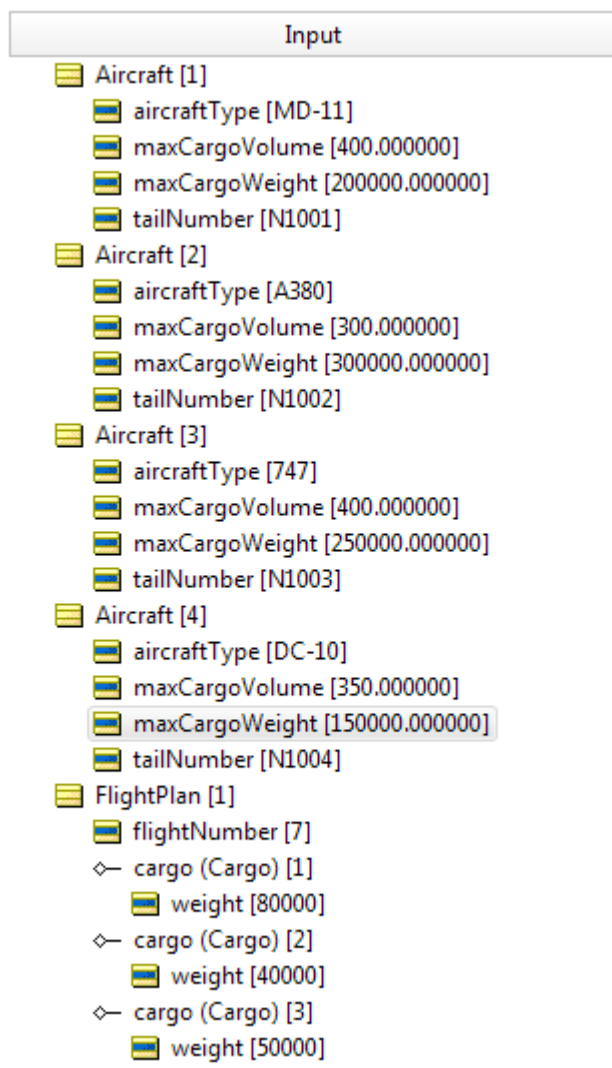 Input
Aircraft [1]
aircraftType [MD-11]
maxCargoVolume [400.000000]
maxCargoWeight [200000.000000]
tailNumber [N1001]
Aircraft [2]
aircraftType [A380]
maxCargoVolume [300.000000]
maxCargoWeight [300000.000000]
tailNumber [N1002]
Aircraft [3]
aircraftType [747]
maxCargoVolume [400.000000]
maxCargoWeight [250000.000000]
tailNumber [N1003]
Aircraft [4]
aircraftType [DC-10]
maxCargoVolume [350.000000]
maxCargoWeight [150000.000000]
tailNumber [N1004]
FlightPlan [1]
flightNumber [7]
cargo (Cargo) [1]
weight [80000]
cargo (Cargo) [2]
weight [40000]
cargo (Cargo) [3]
weight [50000]